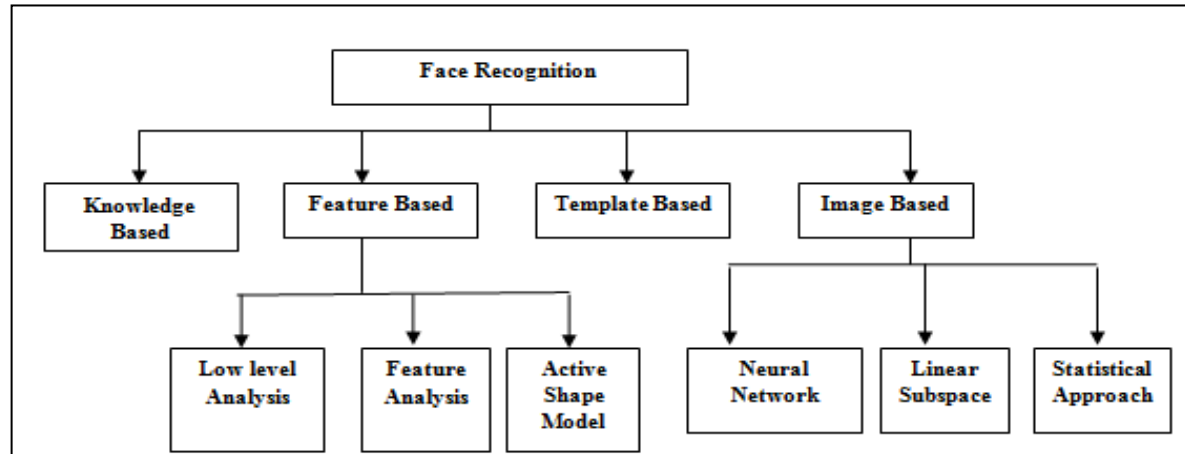 Face Recognition
Knowledge
Based
Feature Based
Template Based
Image Based
Low level
Analysis
Feature
Analysis
Active
Shape
Model
Neural
Network
Linear
Subspace
Statistical
Approach